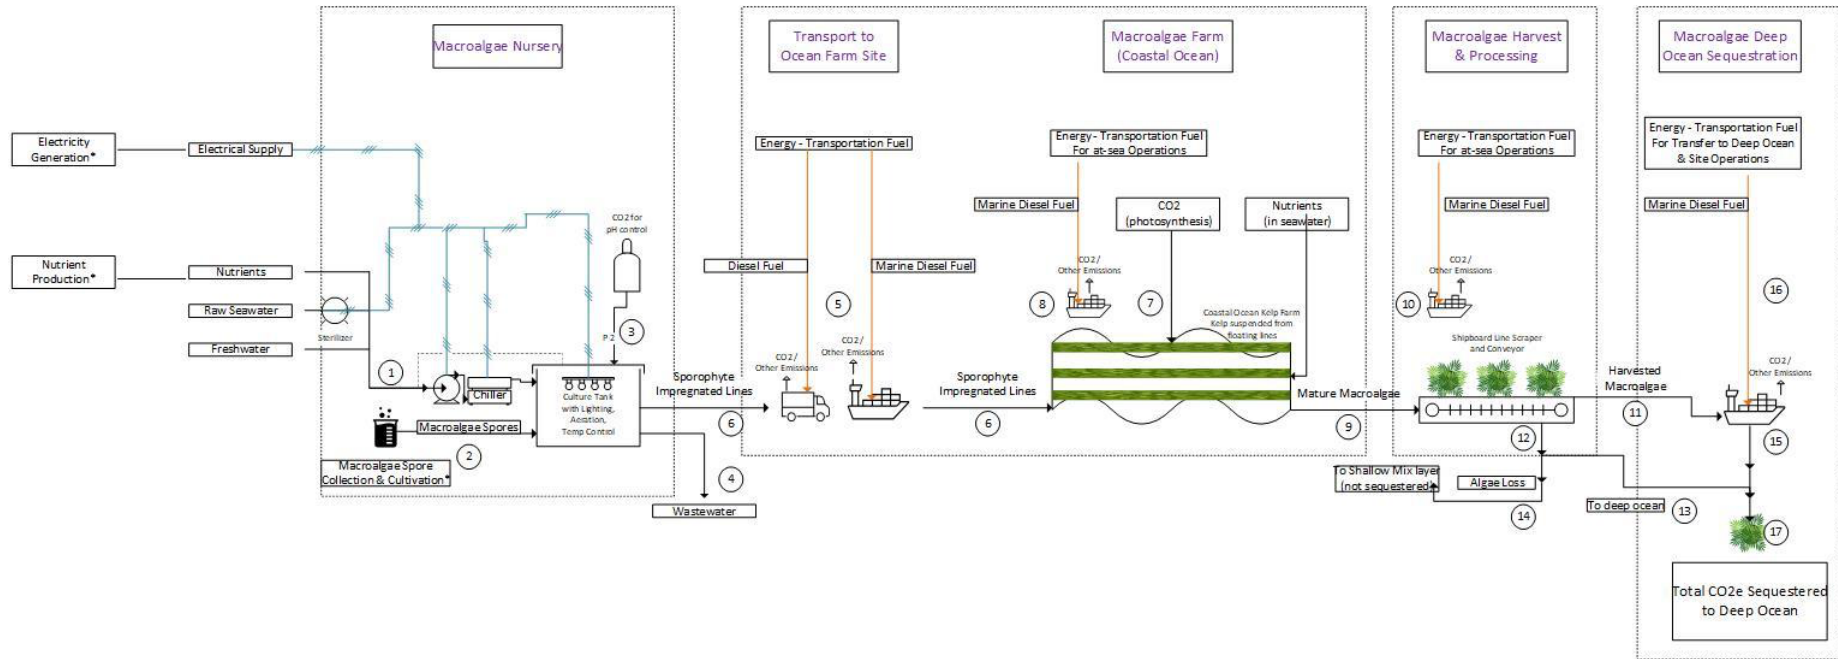 Macroalgae Nursery
Transport to
Ocean Farm Site
Macroalgae Farm
(Coastal Ocean)
Macroalgae Harvest
& Processing
Macroalgae Deep
Ocean Sequestration
Electricity
Generation*
Electrical Supply
Nutrient
Production*
Nutrients
Raw Seawater
Sterilizer
Freshwater
CO2 for
pH control
3
P 2
1
Chiller
Culture Tank
with Lighting,
Aeration,
Temp Control
Macroalgae Spores
2
Macroalgae Spore
Collection & Cultivation*
4
Wastewater
Sporophyte
Impregnated Lines
6
Energy - Transportation Fuel
Diesel Fuel
Marine Diesel Fuel
5
CO2 /
Other Emissions
CO2 /
Other Emissions
Sporophyte
Impregnated Lines
6
Energy - Transportation Fuel
For at-sea Operations
Marine Diesel Fuel
CO2
(photosynthesis)
Nutrients
(in seawater)
CO2 /
Other Emissions
8
7
Coastal Ocean Kelp Farm
Kelp suspended from
floating lines
Mature Macroalgae
9
Energy - Transportation Fuel
For at-sea Operations
Marine Diesel Fuel
CO2 /
Other Emissions
10
Shipboard Line Scraper
and Conveyor
Harvested
Macroalgae
11
12
To Shallow Mix layer
(not sequestered)
Algae Loss
14
To deep ocean
13
Energy - Transportation Fuel
For Transfer to Deep Ocean
& Site Operations
Marine Diesel Fuel
16
CO2 /
Other Emissions
15
17
Total CO2e Sequestered
to Deep Ocean